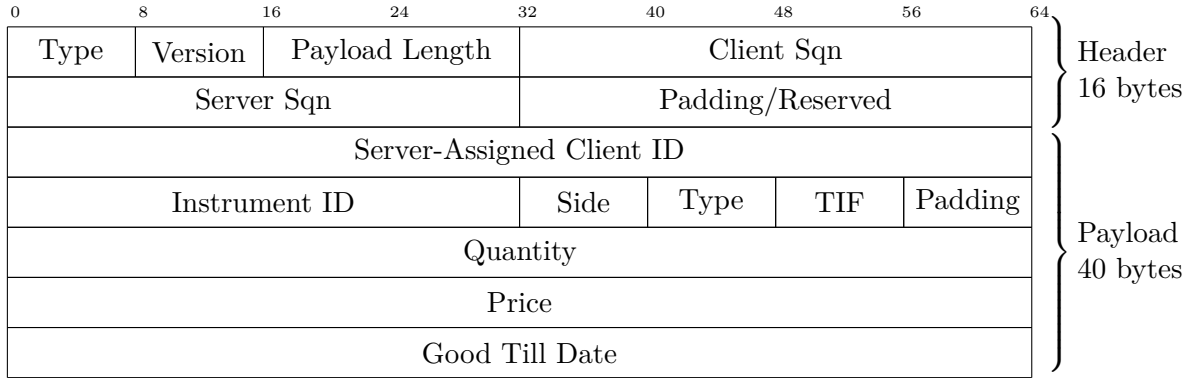 0 8 16 24 32 40 48 56 64
Type Version Payload Length Client Sqn
Header
16 bytes
Server Sqn Padding/Reserved
Server-Assigned Client ID
Instrument ID Side Type TIF Padding
Quantity
Payload
40 bytes
Price
Good Till Date